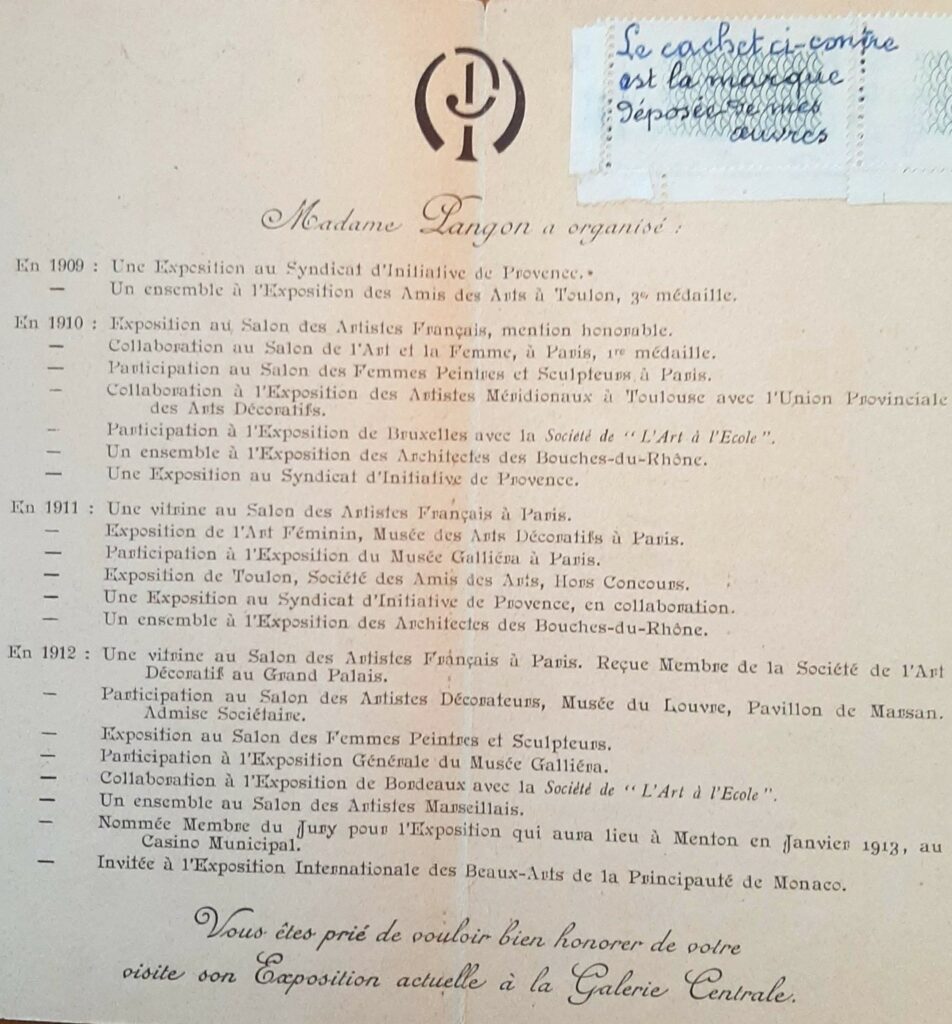 Le cachet ci-contre
est la marque
déposée de mes
œuvres
Madame Pangon a organisé :
En 1909 : Une Exposition au Syndicat d'Initiative de Provence.
— Un ensemble à l'Exposition des Amis des Arts à Toulon, 3e médaille.
En 1910 : Exposition au Salon des Artistes Français, mention honorable.
— Collaboration au Salon de l'Art et la Femme, à Paris, 1re médaille.
— Participation au Salon des Femmes Peintres et Sculpteurs à Paris.
— Collaboration à l'Exposition des Artistes Méridionaux à Toulouse avec l'Union Provinciale
des Arts Décoratifs.
— Participation à l'Exposition de Bruxelles avec la Société de “ L'Art à l'Ecole ”.
— Un ensemble à l'Exposition des Architectes des Bouches-du-Rhône.
— Une Exposition au Syndicat d'Initiative de Provence.
En 1911 : Une vitrine au Salon des Artistes Français à Paris.
— Exposition de l'Art Féminin, Musée des Arts Décoratifs à Paris.
— Participation à l'Exposition du Musée Galliéra à Paris.
— Exposition de Toulon, Société des Amis des Arts, Hors Concours.
— Une Exposition au Syndicat d'Initiative de Provence, en collaboration.
— Un ensemble à l'Exposition des Architectes des Bouches-du-Rhône.
En 1912 : Une vitrine au Salon des Artistes Français à Paris. Reçue Membre de la Société de l'Art
Décoratif au Grand Palais.
— Participation au Salon des Artistes Décorateurs, Musée du Louvre, Pavillon de Marsan.
Admise Sociétaire.
— Exposition au Salon des Femmes Peintres et Sculpteurs.
— Participation à l'Exposition Générale du Musée Galliéra.
— Collaboration à l'Exposition de Bordeaux avec la Société de “ L'Art à l'Ecole ”.
— Un ensemble au Salon des Artistes Marseillais.
— Nommée Membre du Jury pour l'Exposition qui aura lieu à Menton en Janvier 1913, au
Casino Municipal.
— Invitée à l'Exposition Internationale des Beaux-Arts de la Principauté de Monaco.
Vous êtes prié de vouloir bien honorer de votre
visite son Exposition actuelle à la Galerie Centrale.